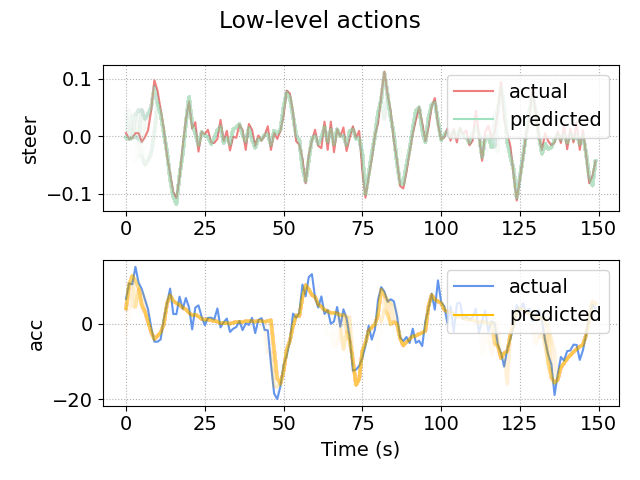 Low-level actions
0.1
0.0
−0.1
steer
actual
predicted
0 25 50 75 100 125 150
0
−20
acc
actual
predicted
0 25 50 75 100 125 150
Time (s)